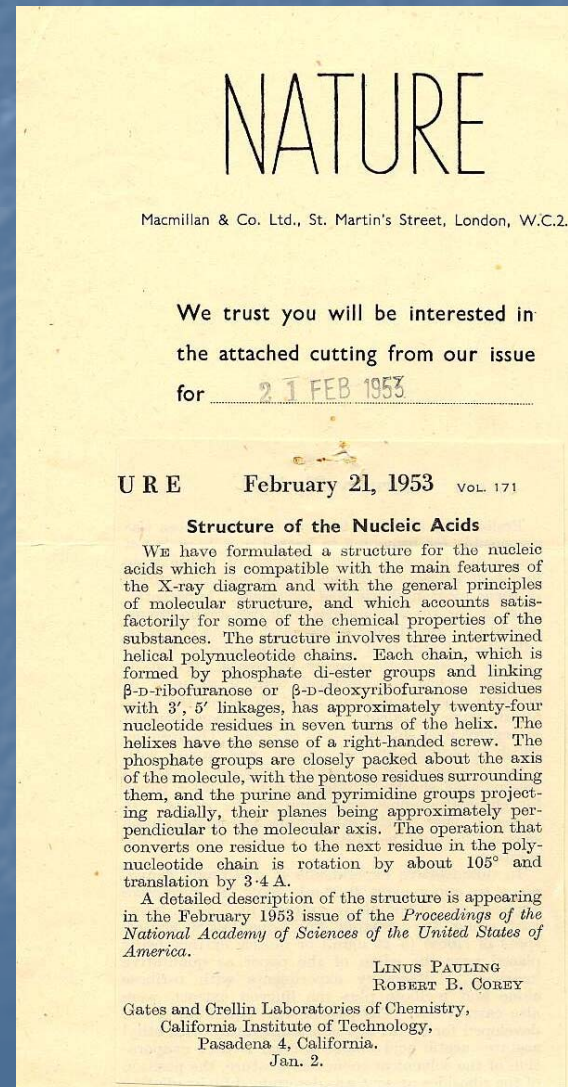 NATURE
Macmillan & Co. Ltd., St. Martin's Street, London, W.C.2.
We trust you will be interested in
the attached cutting from our issue
for 21 FEB 1953
URE February 21, 1953 VOL. 171
Structure of the Nucleic Acids
WE have formulated a structure for the nucleic
acids which is compatible with the main features of
the X-ray diagram and with the general principles
of molecular structure, and which accounts satis-
factorily for some of the chemical properties of the
substances. The structure involves three intertwined
helical polynucleotide chains. Each chain, which is
formed by phosphate di-ester groups and linking
β-D-ribofuranose or β-D-deoxyribofuranose residues
with 3′, 5′ linkages, has approximately twenty-four
nucleotide residues in seven turns of the helix. The
helixes have the sense of a right-handed screw. The
phosphate groups are closely packed about the axis
of the molecule, with the pentose residues surrounding
them, and the purine and pyrimidine groups project-
ing radially, their planes being approximately per-
pendicular to the molecular axis. The operation that
converts one residue to the next residue in the poly-
nucleotide chain is rotation by about 105° and
translation by 3·4 A.
A detailed description of the structure is appearing
in the February 1953 issue of the Proceedings of the
National Academy of Sciences of the United States of
America.
LINUS PAULING
ROBERT B. COREY
Gates and Crellin Laboratories of Chemistry,
California Institute of Technology,
Pasadena 4, California.
Jan. 2.